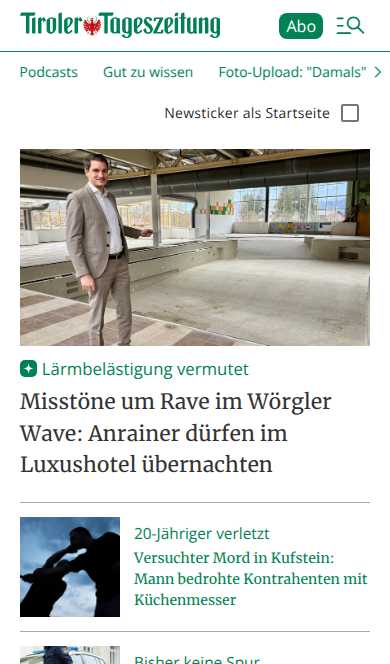 Tiroler Tageszeitung
Abo
Podcasts Gut zu wissen Foto-Upload: "Damals"
Newsticker als Startseite
Lärmbelästigung vermutet
Misstöne um Rave im Wörgler
Wave: Anrainer dürfen im
Luxushotel übernachten
20-Jähriger verletzt
Versuchter Mord in Kufstein:
Mann bedrohte Kontrahenten mit
Küchenmesser
Bisher keine Spur